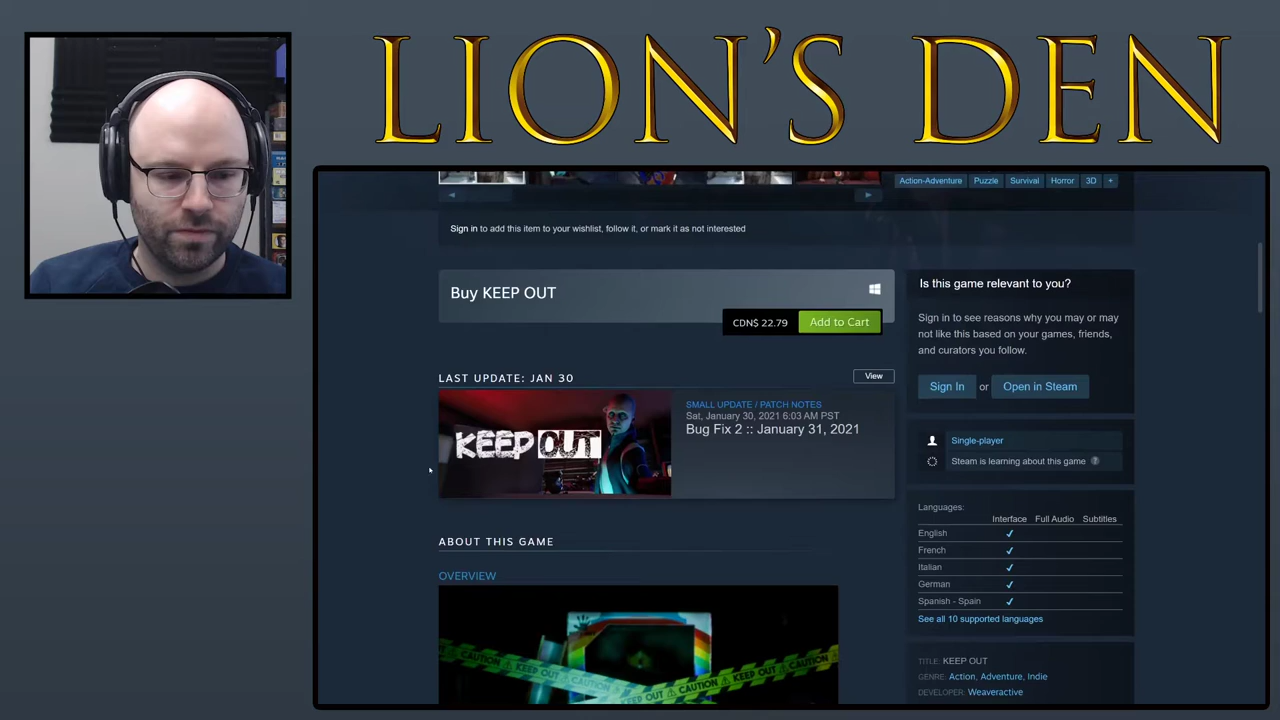 LION'S DEN
Action-Adventure Puzzle Survival Horror 3D +
Sign in to add this item to your wishlist, follow it, or mark it as not interested
Buy KEEP OUT
CDN$ 22.79 Add to Cart
Is this game relevant to you?
Sign in to see reasons why you may or may
not like this based on your games, friends,
and curators you follow.
Sign In or Open in Steam
LAST UPDATE: JAN 30 View
KEEP OUT
SMALL UPDATE / PATCH NOTES
Sat, January 30, 2021 6:03 AM PST
Bug Fix 2 :: January 31, 2021
Single-player
Steam is learning about this game ?
Languages:
Interface Full Audio Subtitles
English ✔
French ✔
Italian ✔
German ✔
Spanish - Spain ✔
See all 10 supported languages
ABOUT THIS GAME
OVERVIEW
CAUTION KEEP OUT CAUTION
TITLE: KEEP OUT
GENRE: Action, Adventure, Indie
DEVELOPER: Weaveractive